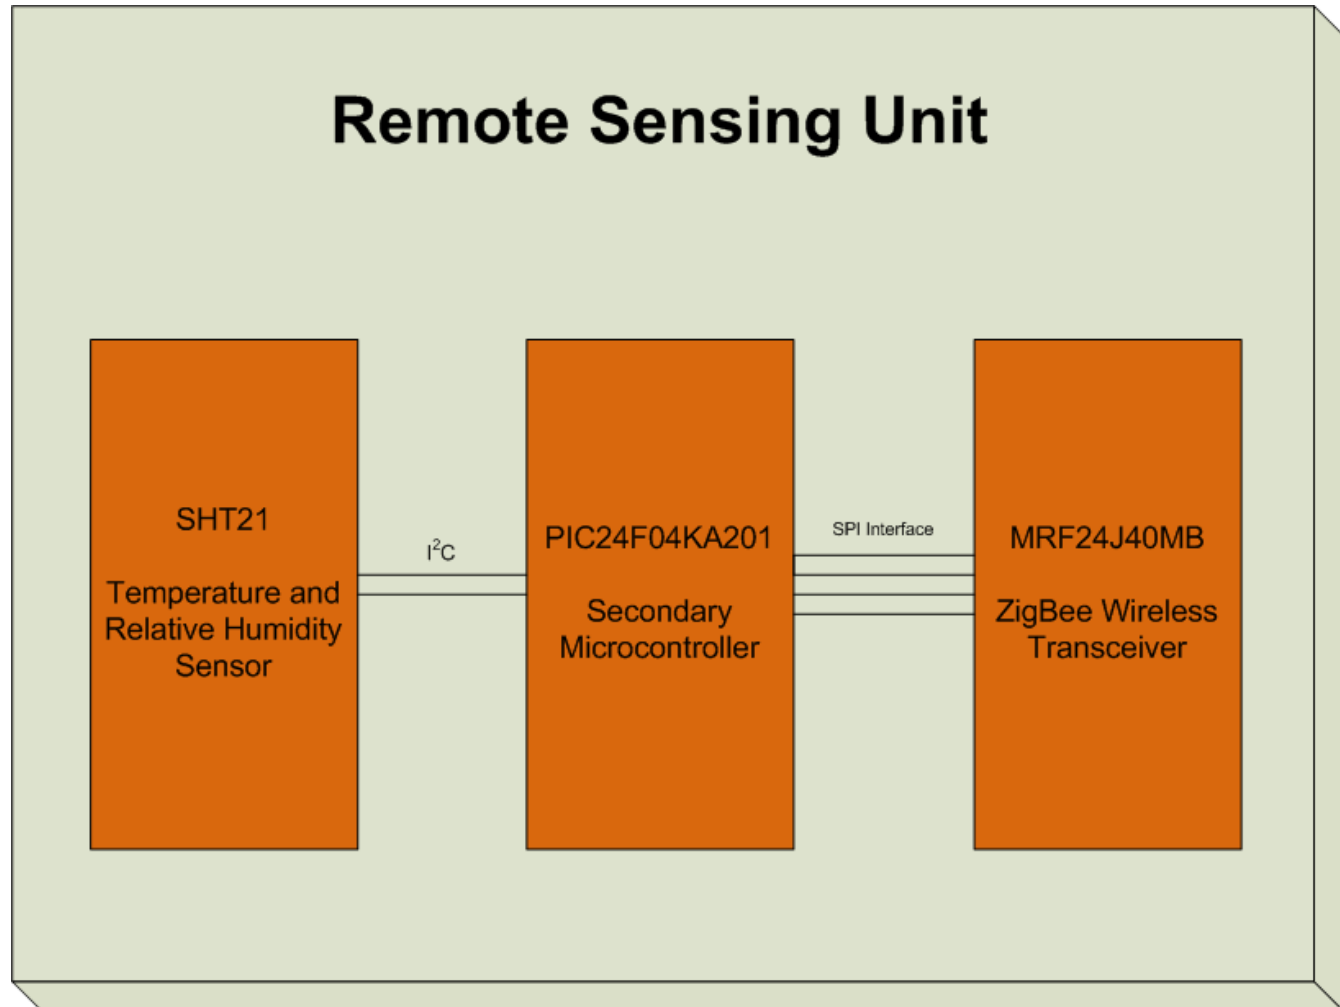 Remote Sensing Unit
SHT21
Temperature and
Relative Humidity
Sensor
I²C
PIC24F04KA201
Secondary
Microcontroller
SPI Interface
MRF24J40MB
ZigBee Wireless
Transceiver